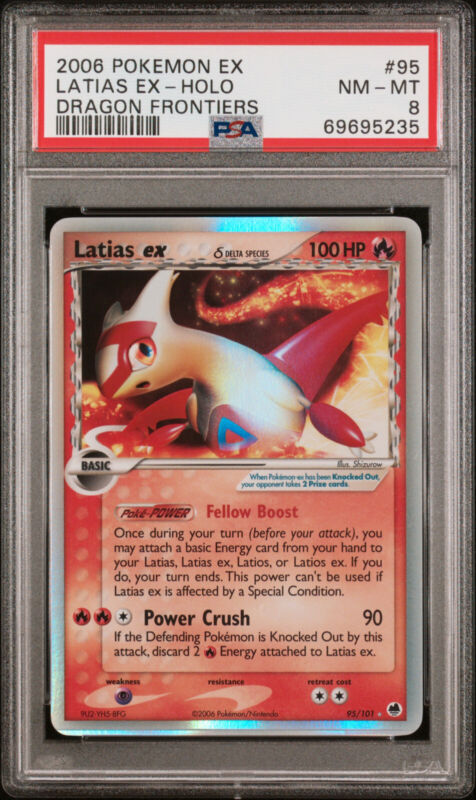 2006 POKEMON EX #95
LATIAS EX - HOLO NM - MT
DRAGON FRONTIERS 8
PSA 69695235
Latias ex δ DELTA SPECIES 100 HP
BASIC
Illus. Shizurow
When Pokémon-ex has been Knocked Out,
your opponent takes 2 Prize cards.
Poké-POWER Fellow Boost
Once during your turn (before your attack), you
may attach a basic Energy card from your hand to
your Latias, Latias ex, Latios, or Latios ex. If you
do, your turn ends. This power can't be used if
Latias ex is affected by a Special Condition.
Power Crush 90
If the Defending Pokémon is Knocked Out by this
attack, discard 2 Energy attached to Latias ex.
weakness resistance retreat cost
9U2-YH5-8FG ©2006 Pokémon/Nintendo 95/101